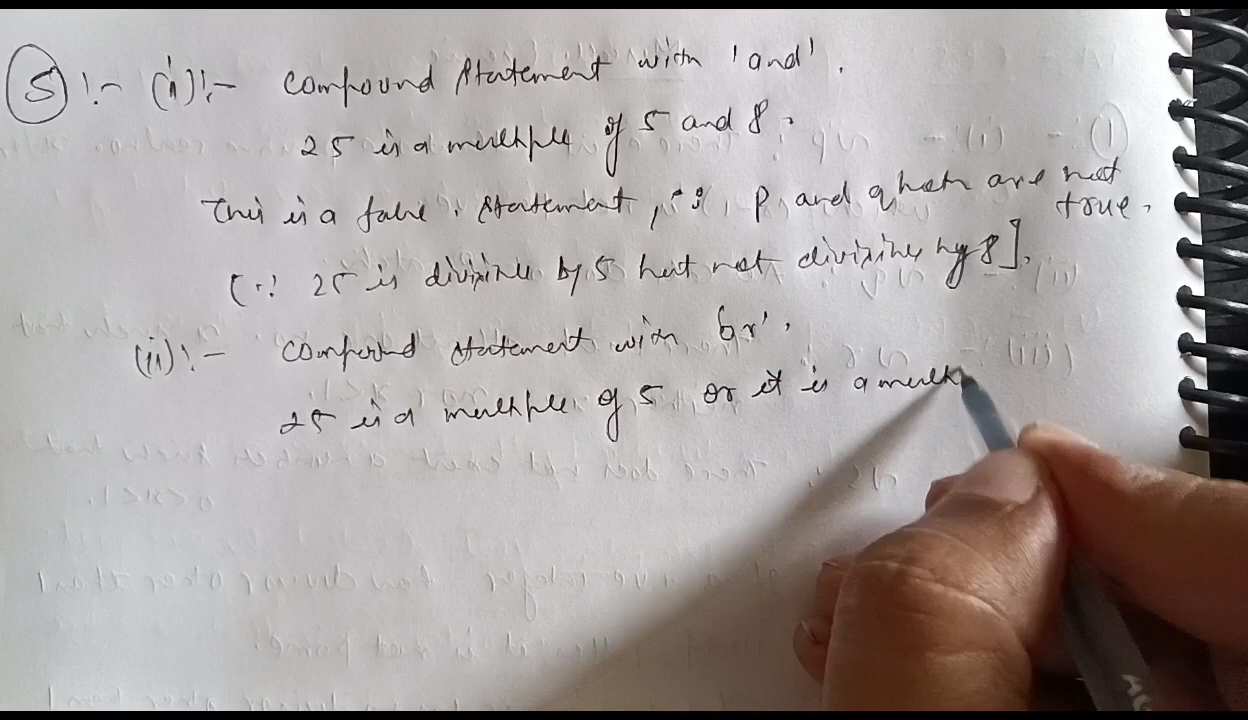 (5) :- (i) :- Compound statement with 'and'.
25 is a multiple of 5 and 8.
This is a false statement, ∵ p and q both are not true.
[∵ 25 is divisible by 5 but not divisible by 8].
(ii) :- Compound statement with 'or'.
25 is a multiple of 5 or it is a mult